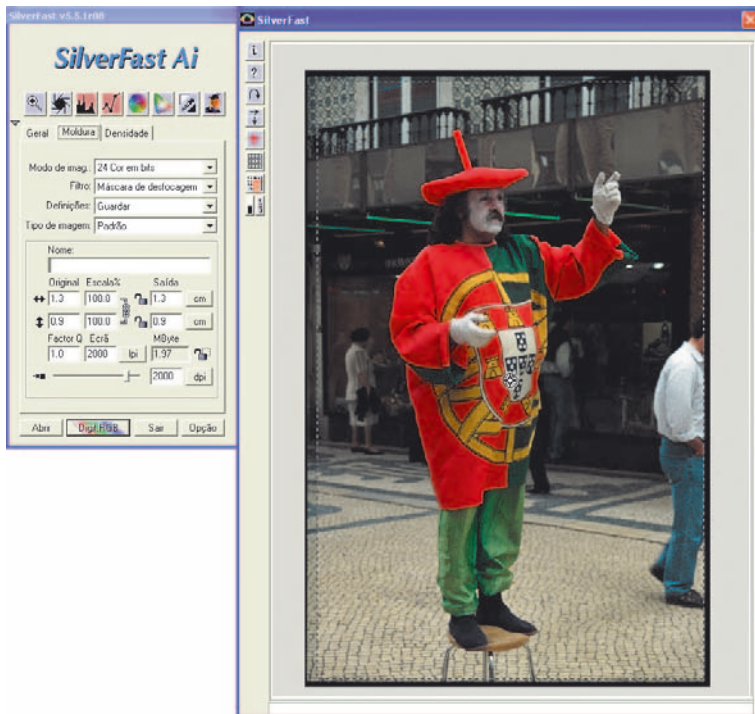 SilverFast v5.5.1r08
SilverFast
SilverFast Ai
Geral Moldura Densidade
Modo de imag.: 24 Cor em bits
Filtro: Máscara de desfocagem
Definições: Guardar
Tipo de imagem: Padrão
Nome:
Original Escala% Saída
1.3 100.0 1.3 cm
0.9 100.0 0.9 cm
Factor Q Ecrã MByte
1.0 2000 lpi 1.97
2000 dpi
Abrir Digit.RGB Sair Opção